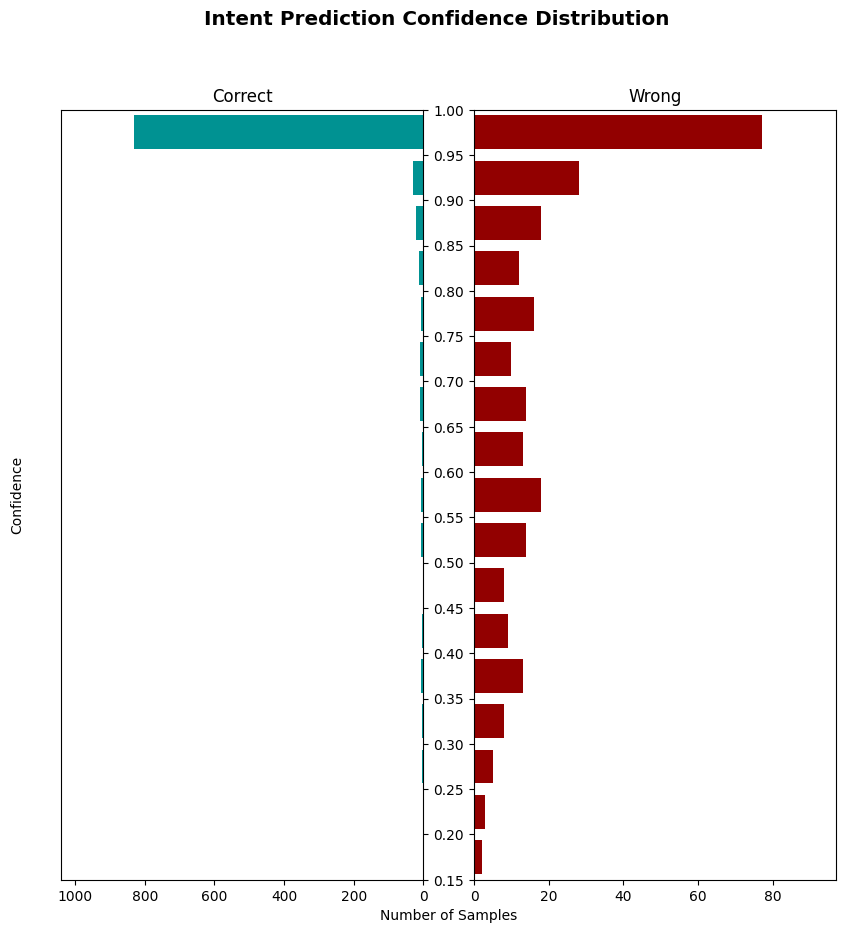 Intent Prediction Confidence Distribution
Correct
Wrong
1.00
0.95
0.90
0.85
0.80
0.75
0.70
0.65
0.60
0.55
0.50
0.45
0.40
0.35
0.30
0.25
0.20
0.15
Confidence
1000 800 600 400 200 0
0 20 40 60 80
Number of Samples